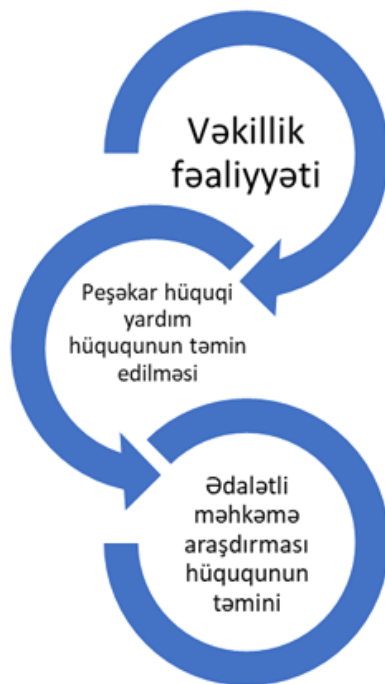 Vəkillik
fəaliyyəti
Peşəkar hüquqi
yardım
hüququnun təmin
edilməsi
Ədalətli
məhkəmə
araşdırması
hüququnun
təmini